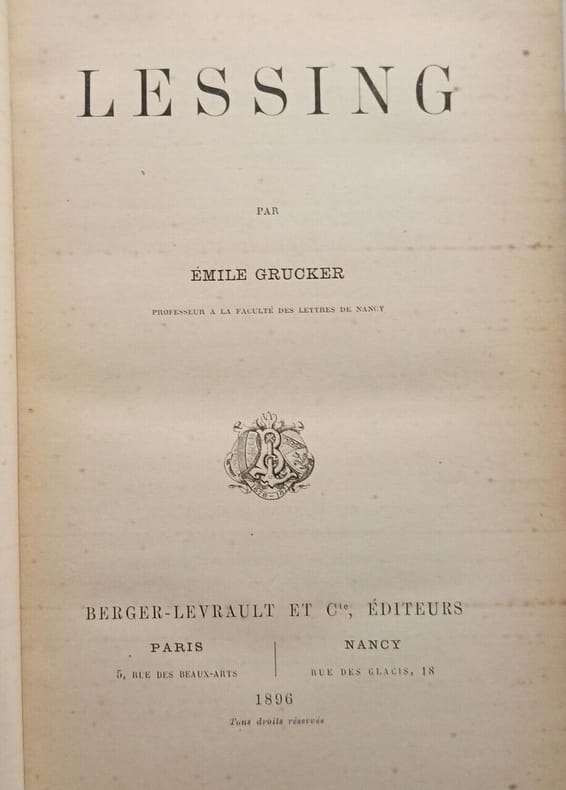 LESSING
PAR
ÉMILE GRUCKER
PROFESSEUR A LA FACULTÉ DES LETTRES DE NANCY
BERGER-LEVRAULT ET Cie, ÉDITEURS
PARIS
5, RUE DES BEAUX-ARTS
NANCY
RUE DES GLACIS, 18
1896
Tous droits réservés